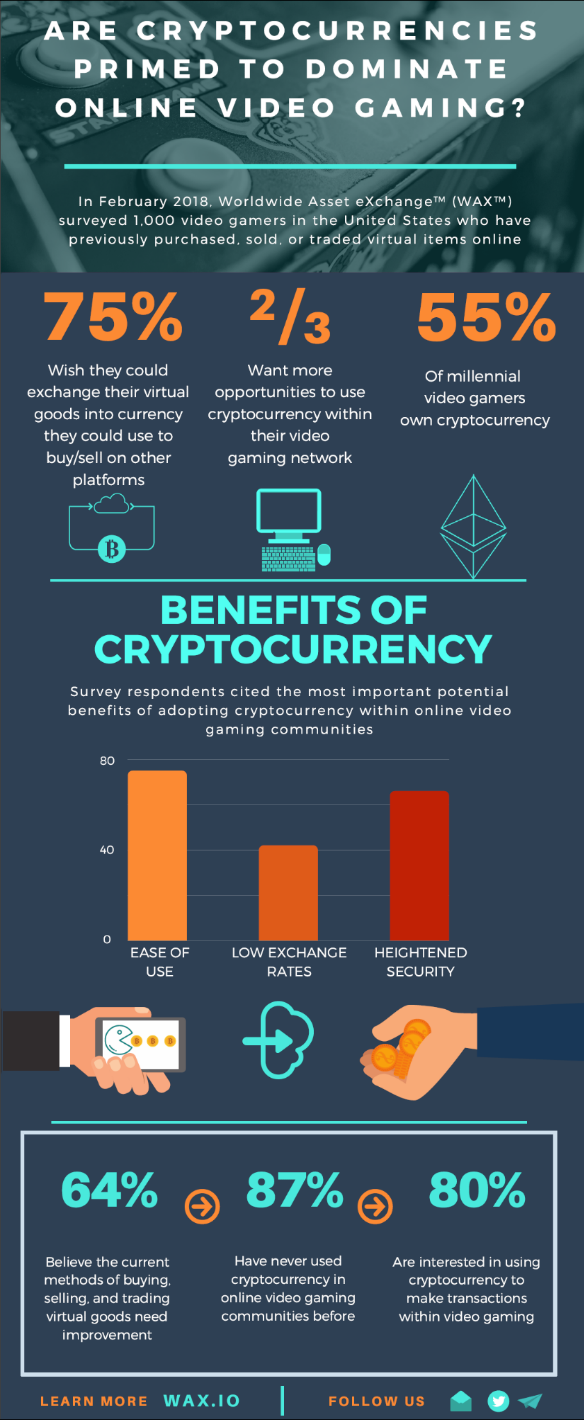 ARE CRYPTOCURRENCIES
PRIMED TO DOMINATE
ONLINE VIDEO GAMING?
In February 2018, Worldwide Asset eXchange™ (WAX™)
surveyed 1,000 video gamers in the United States who have
previously purchased, sold, or traded virtual items online
75%
Wish they could
exchange their virtual
goods into currency
they could use to
buy/sell on other
platforms
2/3
Want more
opportunities to use
cryptocurrency within
their video
gaming network
55%
Of millennial
video gamers
own cryptocurrency
BENEFITS OF
CRYPTOCURRENCY
Survey respondents cited the most important potential
benefits of adopting cryptocurrency within online video
gaming communities
80
40
0
EASE OF
USE
LOW EXCHANGE
RATES
HEIGHTENED
SECURITY
64%
Believe the current
methods of buying,
selling, and trading
virtual goods need
improvement
87%
Have never used
cryptocurrency in
online video gaming
communities before
80%
Are interested in using
cryptocurrency to
make transactions
within video gaming
LEARN MORE WAX.IO
FOLLOW US